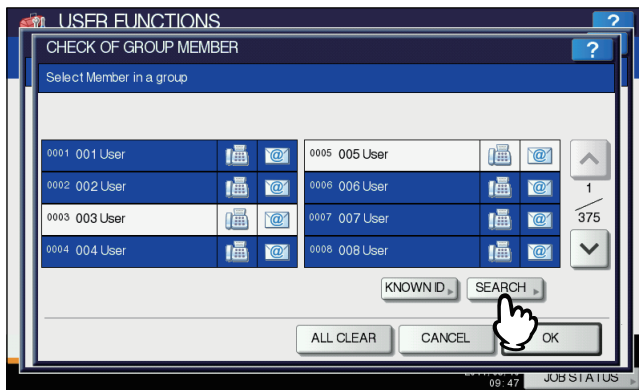 USER FUNCTIONS
?
CHECK OF GROUP MEMBER
?
Select Member in a group
0001 001 User
@
0005 005 User
@
0002 002 User
@
0006 006 User
@
1
0003 003 User
@
0007 007 User
@
375
0004 004 User
@
0008 008 User
@
KNOWN ID
SEARCH
ALL CLEAR
CANCEL
OK
09:47
JOB STATUS